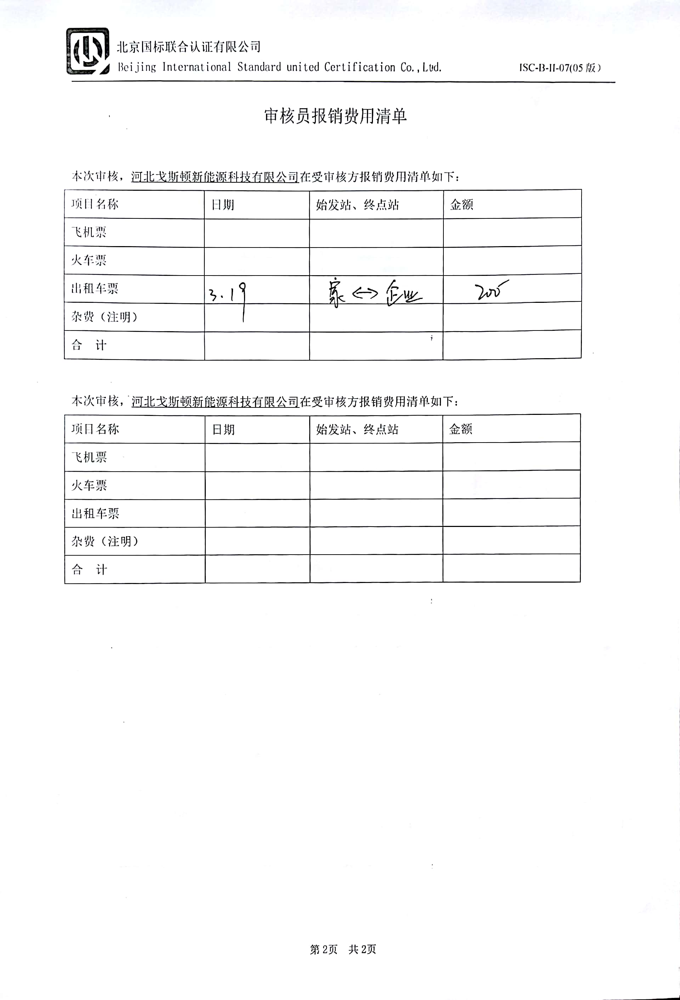 北京国标联合认证有限公司
Beijing International Standard united Certification Co.,Ltd. ISC-B-II-07(05版)
审核员报销费用清单
本次审核，河北戈斯顿新能源科技有限公司在受审核方报销费用清单如下：
项目名称 日期 始发站、终点站 金额
飞机票
火车票
出租车票 3.19 家↔企业 200
杂费（注明）
合 计
本次审核，河北戈斯顿新能源科技有限公司在受审核方报销费用清单如下：
项目名称 日期 始发站、终点站 金额
飞机票
火车票
出租车票
杂费（注明）
合 计
第2页 共2页